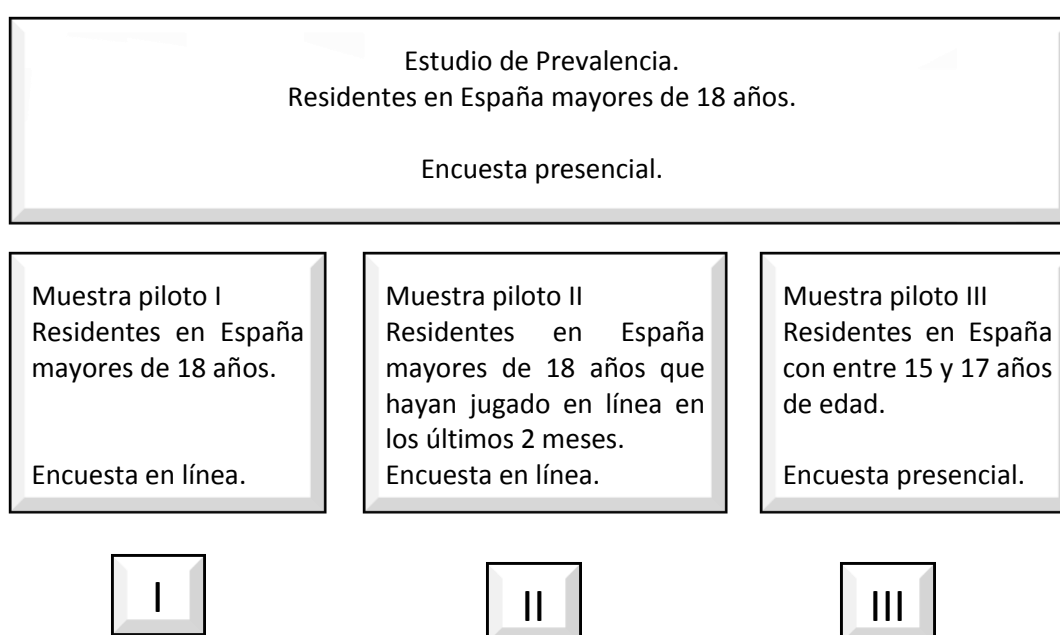 Estudio de Prevalencia.
Residentes en España mayores de 18 años.
Encuesta presencial.
Muestra piloto I
Residentes en España
mayores de 18 años.
Encuesta en línea.
Muestra piloto II
Residentes en España
mayores de 18 años que
hayan jugado en línea en
los últimos 2 meses.
Encuesta en línea.
Muestra piloto III
Residentes en España
con entre 15 y 17 años
de edad.
Encuesta presencial.
I
II
III